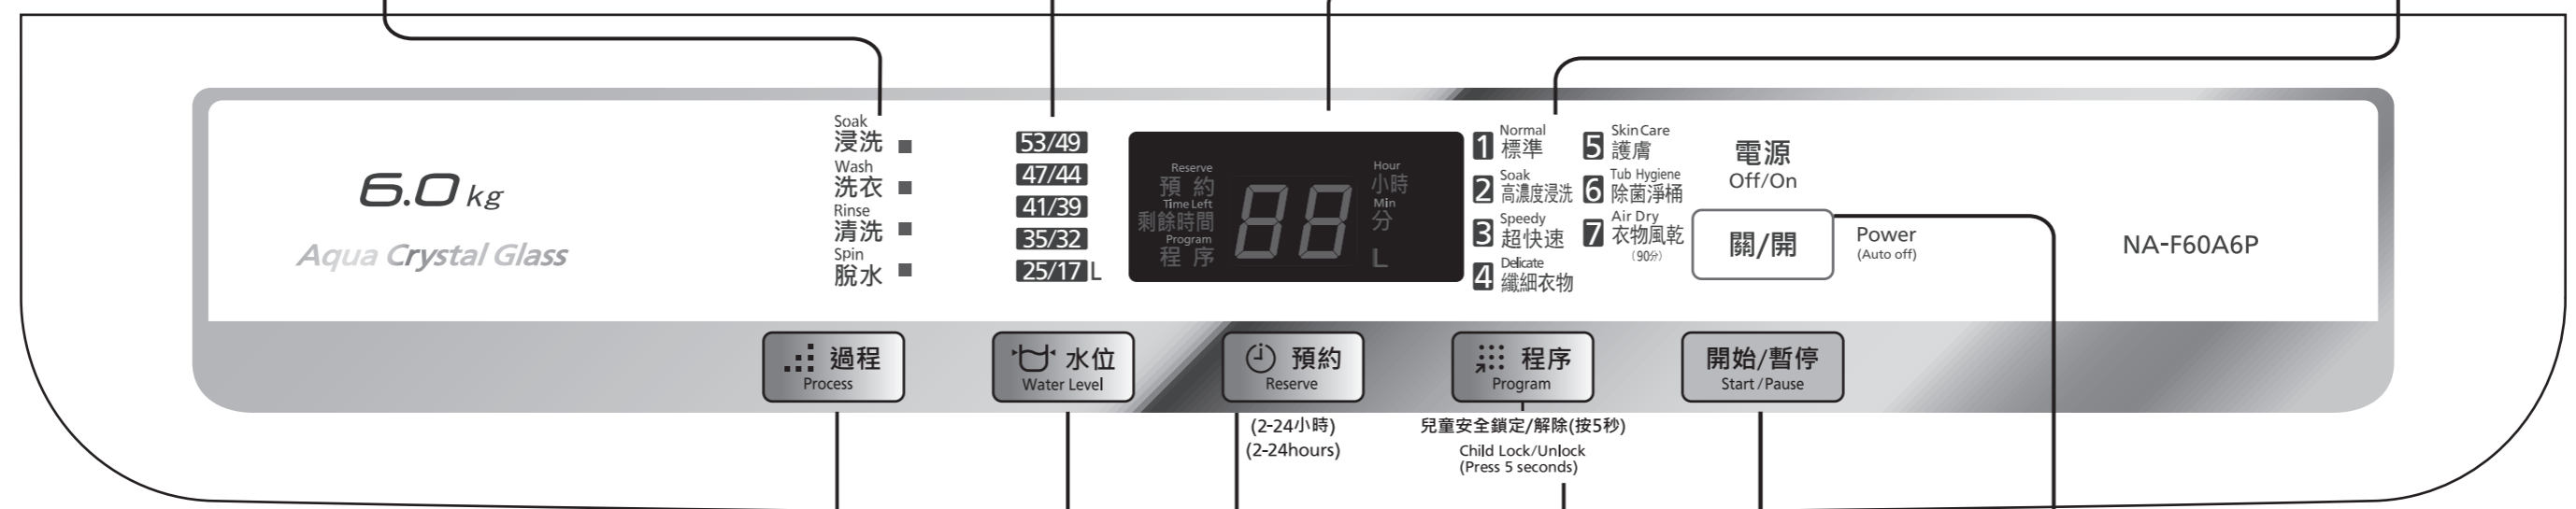 6.0 kg
Aqua Crystal Glass
Soak
浸洗
Wash
洗衣
Rinse
清洗
Spin
脫水
53/49
47/44
41/39
35/32
25/17 L
Reserve
預約
Time Left
剩餘時間
Program
程序
88
Hour
小時
Min
分
L
1 Normal
標準
2 Soak
高濃度浸洗
3 Speedy
超快速
4 Delicate
纖細衣物
5 Skin Care
護膚
6 Tub Hygiene
除菌淨桶
7 Air Dry
衣物風乾
(90分)
電源
Off/On
關/開
Power
(Auto off)
NA-F60A6P
過程
Process
水位
Water Level
預約
Reserve
(2-24小時)
(2-24hours)
程序
Program
兒童安全鎖定/解除(按5秒)
Child Lock/Unlock
(Press 5 seconds)
開始/暫停
Start/Pause